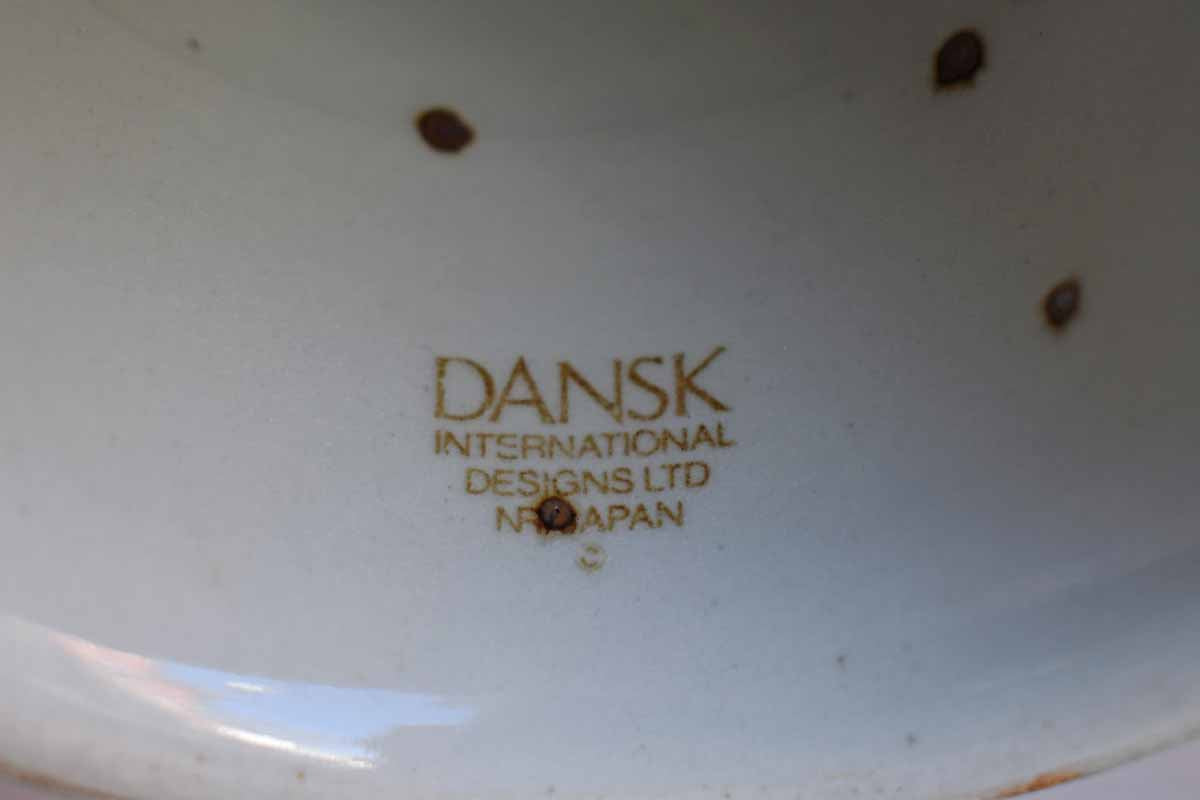 DANSK
INTERNATIONAL
DESIGNS LTD
©